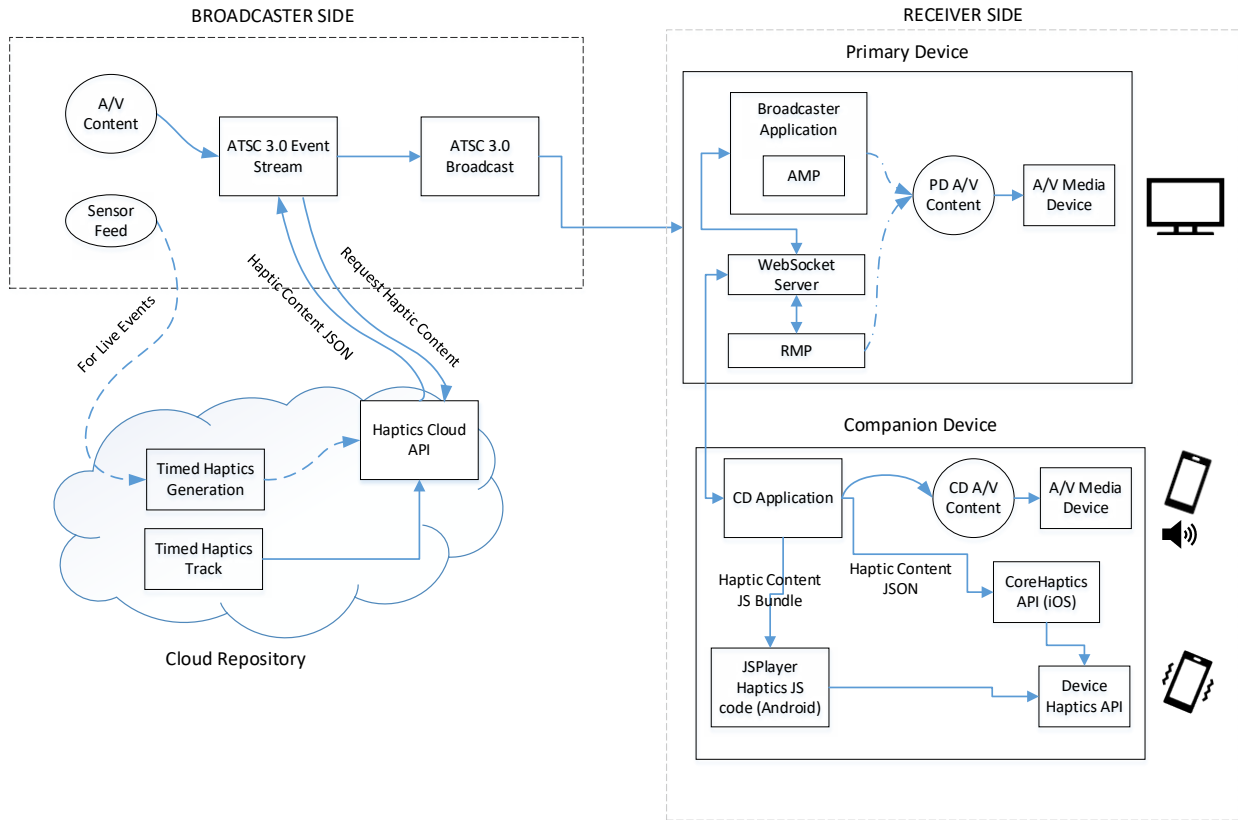 BROADCASTER SIDE
A/V
Content
ATSC 3.0 Event
Stream
ATSC 3.0
Broadcast
Sensor
Feed
For Live Events
Haptic Content JSON
Request Haptic Content
Haptics Cloud
API
Timed Haptics
Generation
Timed Haptics
Track
Cloud Repository
RECEIVER SIDE
Primary Device
Broadcaster
Application
AMP
PD A/V
Content
A/V Media
Device
WebSocket
Server
RMP
Companion Device
CD Application
CD A/V
Content
A/V Media
Device
Haptic Content
JS Bundle
Haptic Content
JSON
CoreHaptics
API (iOS)
JSPlayer
Haptics JS
code (Android)
Device
Haptics API